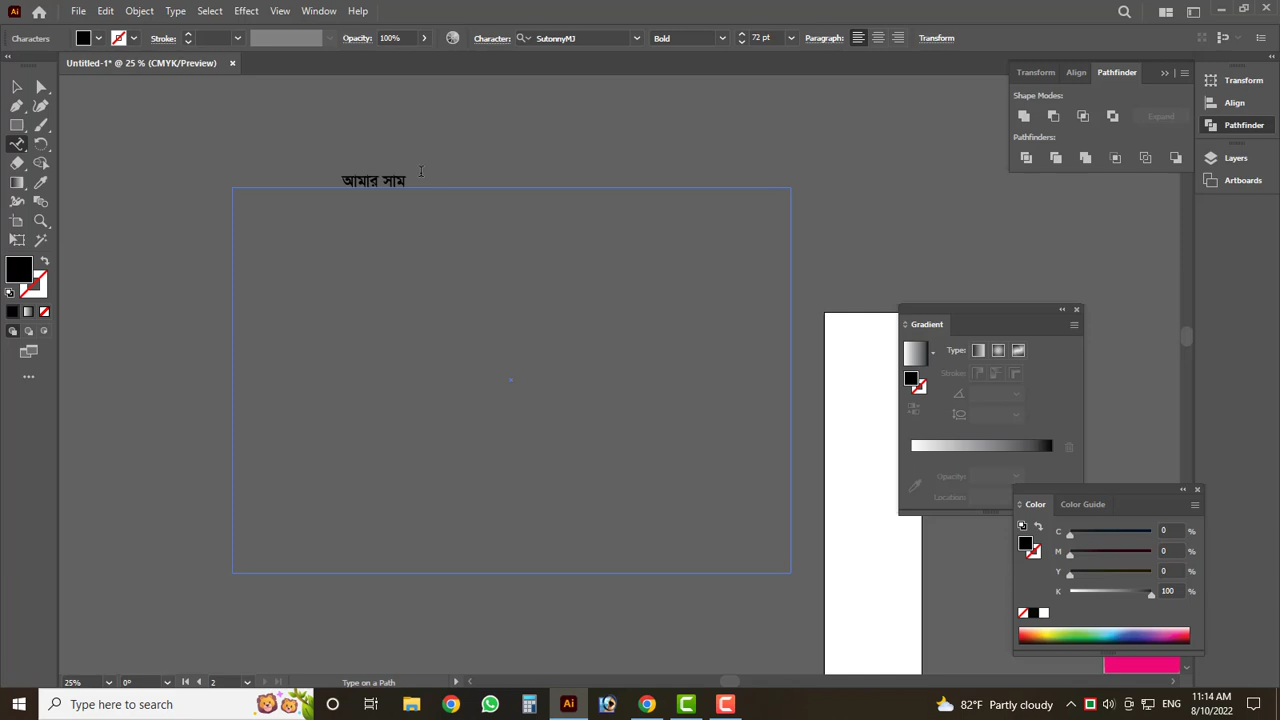 File Edit Object Type Select Effect View Window Help
Characters Stroke: Opacity: 100% Character: SutonnyMJ Bold 72 pt Paragraph: Transform
Untitled-1* @ 25 % (CMYK/Preview)
Transform Align Pathfinder
Shape Modes:
Expand
Pathfinders:
Transform
Align
Pathfinder
Layers
Artboards
আমার সাম
Gradient
Type:
Stroke:
Opacity:
Location:
Color Color Guide
C 0 %
M 0 %
Y 0 %
K 100 %
25% 0° 2 Type on a Path
Type here to search
82°F Partly cloudy
11:14 AM
8/10/2022